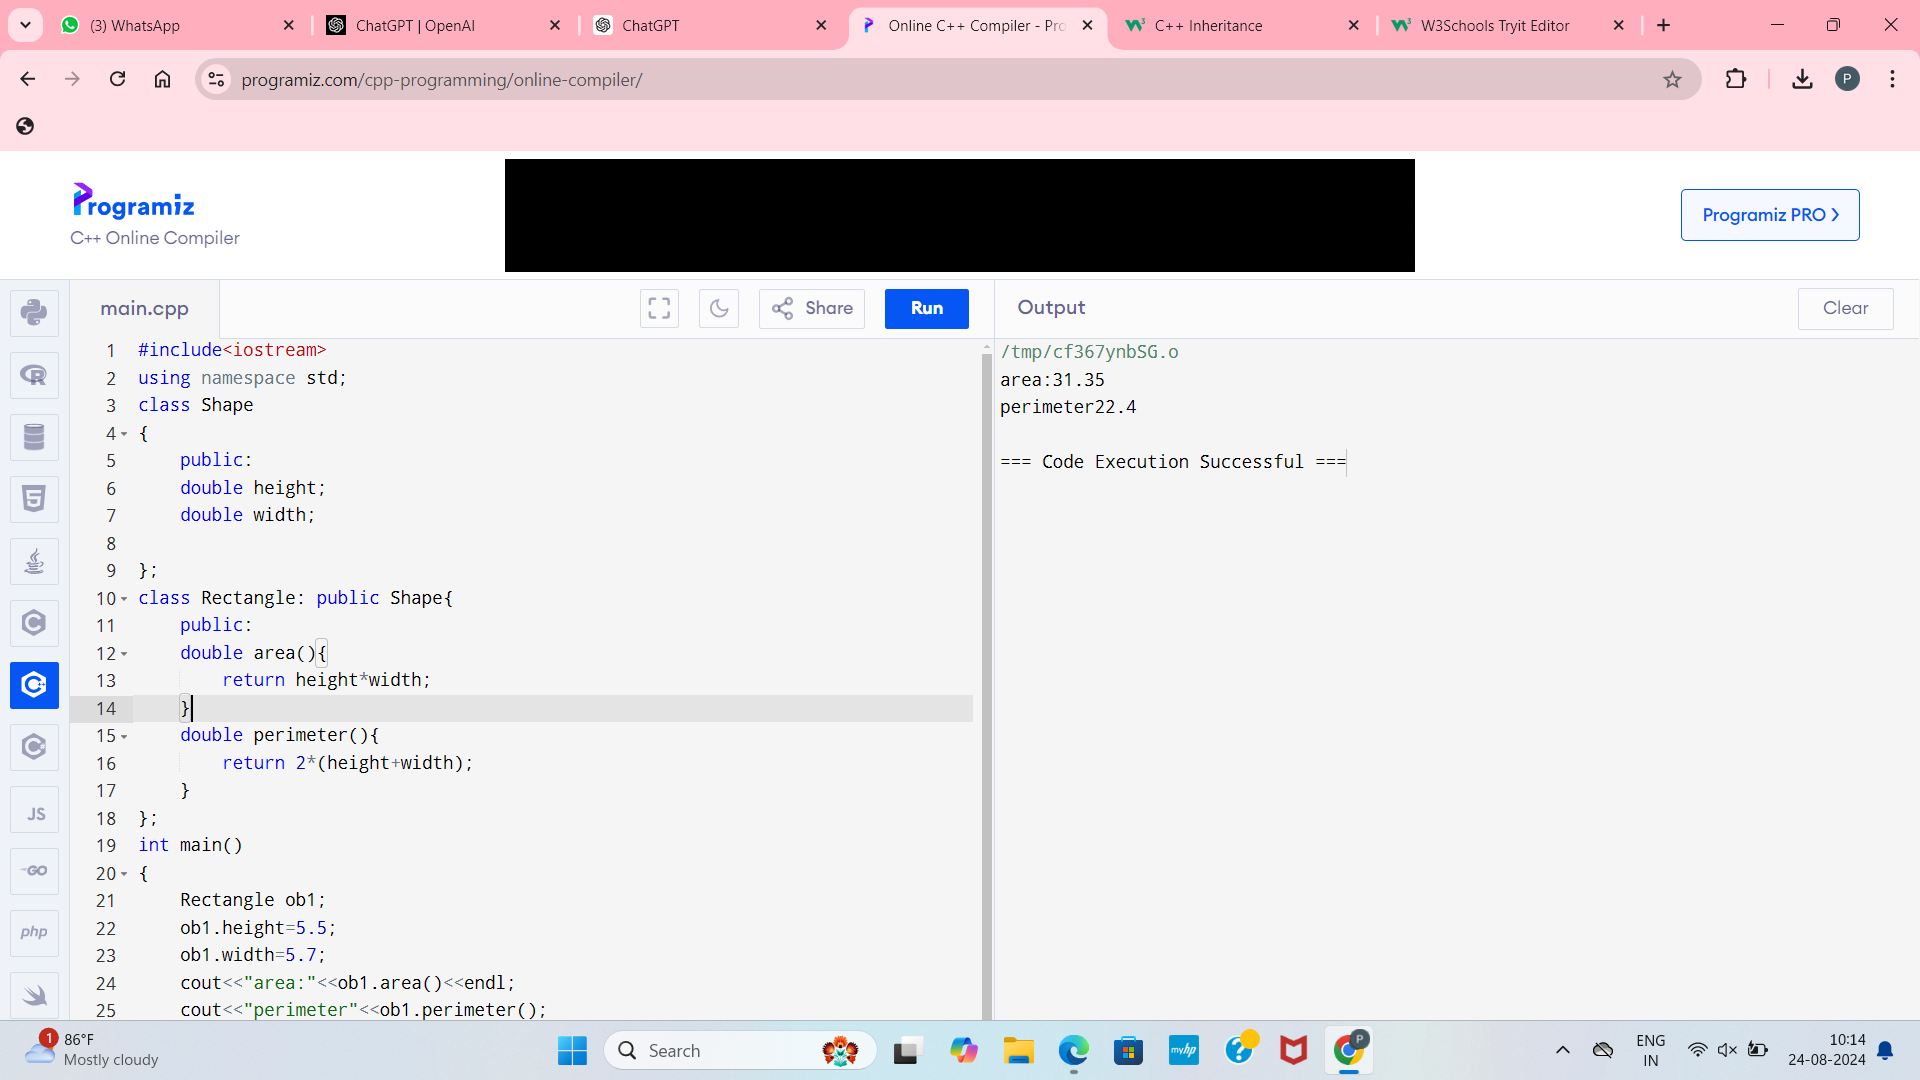 (3) WhatsApp
ChatGPT | OpenAI
ChatGPT
Online C++ Compiler - Pro
C++ Inheritance
W3Schools Tryit Editor
programiz.com/cpp-programming/online-compiler/
P
Programiz
C++ Online Compiler
Programiz PRO
main.cpp
Share
Run
Output
Clear
1 #include<iostream>
2 using namespace std;
3 class Shape
4 {
5 public:
6 double height;
7 double width;
8
9 };
10 class Rectangle: public Shape{
11 public:
12 double area(){
13 return height*width;
14 }
15 double perimeter(){
16 return 2*(height+width);
17 }
18 };
19 int main()
20 {
21 Rectangle ob1;
22 ob1.height=5.5;
23 ob1.width=5.7;
24 cout<<"area:"<<ob1.area()<<endl;
25 cout<<"perimeter"<<ob1.perimeter();
/tmp/cf367ynbSG.o
area:31.35
perimeter22.4
=== Code Execution Successful ===
JS
GO
php
1
86°F
Mostly cloudy
Search
myhp
P
ENG
IN
10:14
24-08-2024